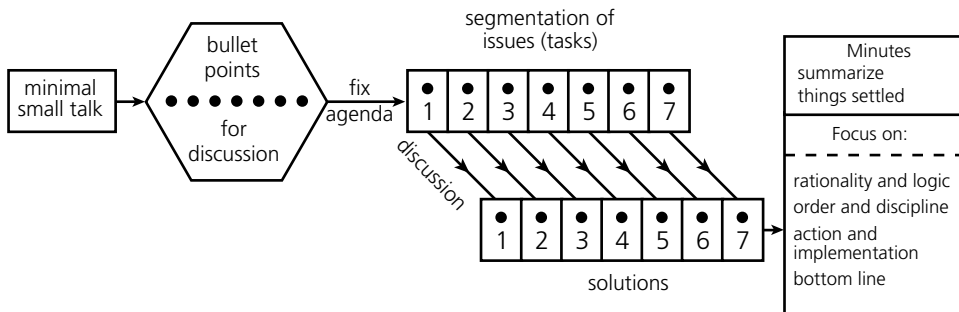 minimal
small talk
bullet
points
for
discussion
fix
agenda
segmentation of
issues (tasks)
1 2 3 4 5 6 7
discussion
1 2 3 4 5 6 7
solutions
Minutes
summarize
things settled
Focus on:
rationality and logic
order and discipline
action and
implementation
bottom line